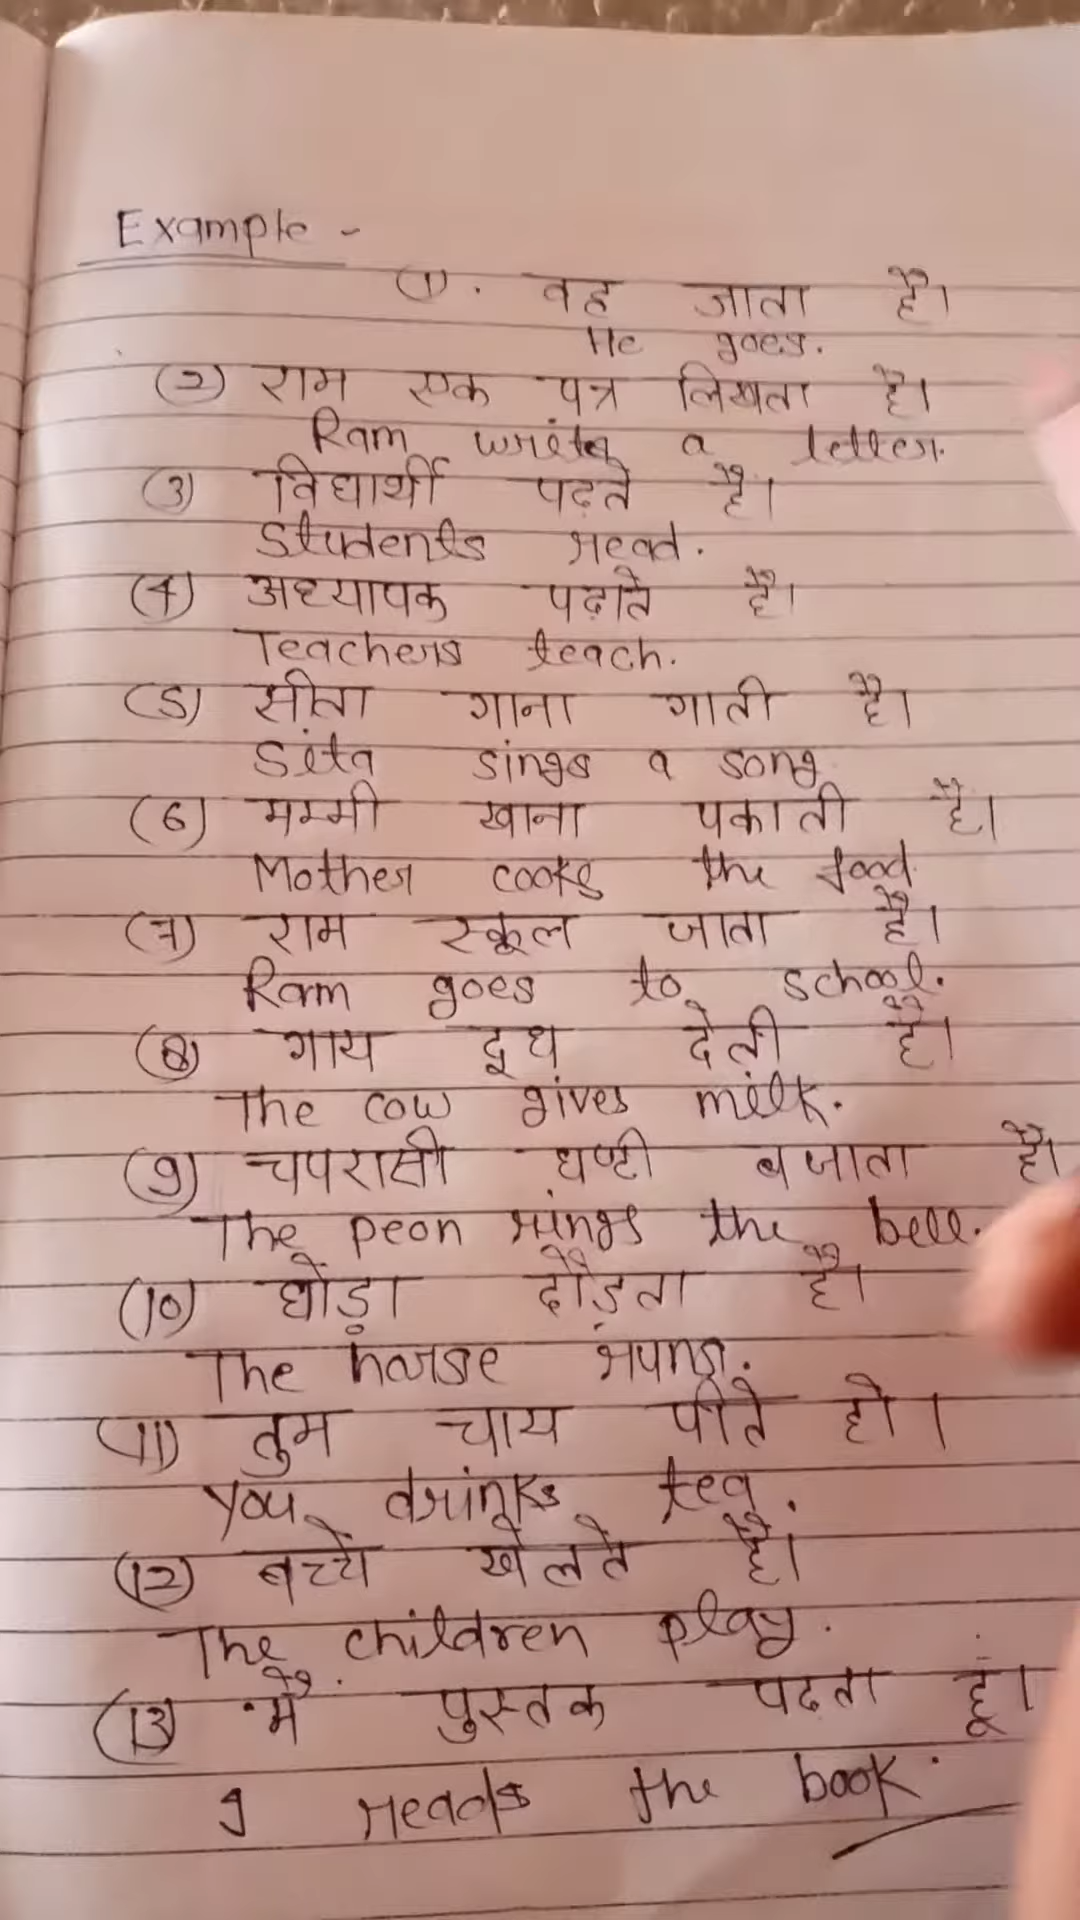 Example -
(1). वह जाता है।
He goes.
(2) राम एक पत्र लिखता है।
Ram writes a letter.
(3) विद्यार्थी पढ़ते है।
Students read.
(4) अध्यापक पढ़ाते है।
Teachers teach.
(5) सीता गाना गाती है।
Sita sings a song
(6) मम्मी खाना पकाती है।
Mother cooks the food.
(7) राम स्कूल जाता है।
Ram goes to school.
(8) गाय दूध देती है।
The cow gives milk.
(9) चपरासी घण्टी बजाता है।
The peon rings the bell.
(10) घोड़ा दौड़ता है।
The horse runs.
(11) तुम चाय पीते हो।
You drinks tea.
(12) बच्चे खेलते है।
The children play.
(13) मै पुस्तक पढता हूं।
I reads the book.